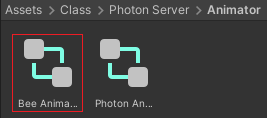 Assets > Class > Photon Server > Animator
Bee Anima...
Photon An...